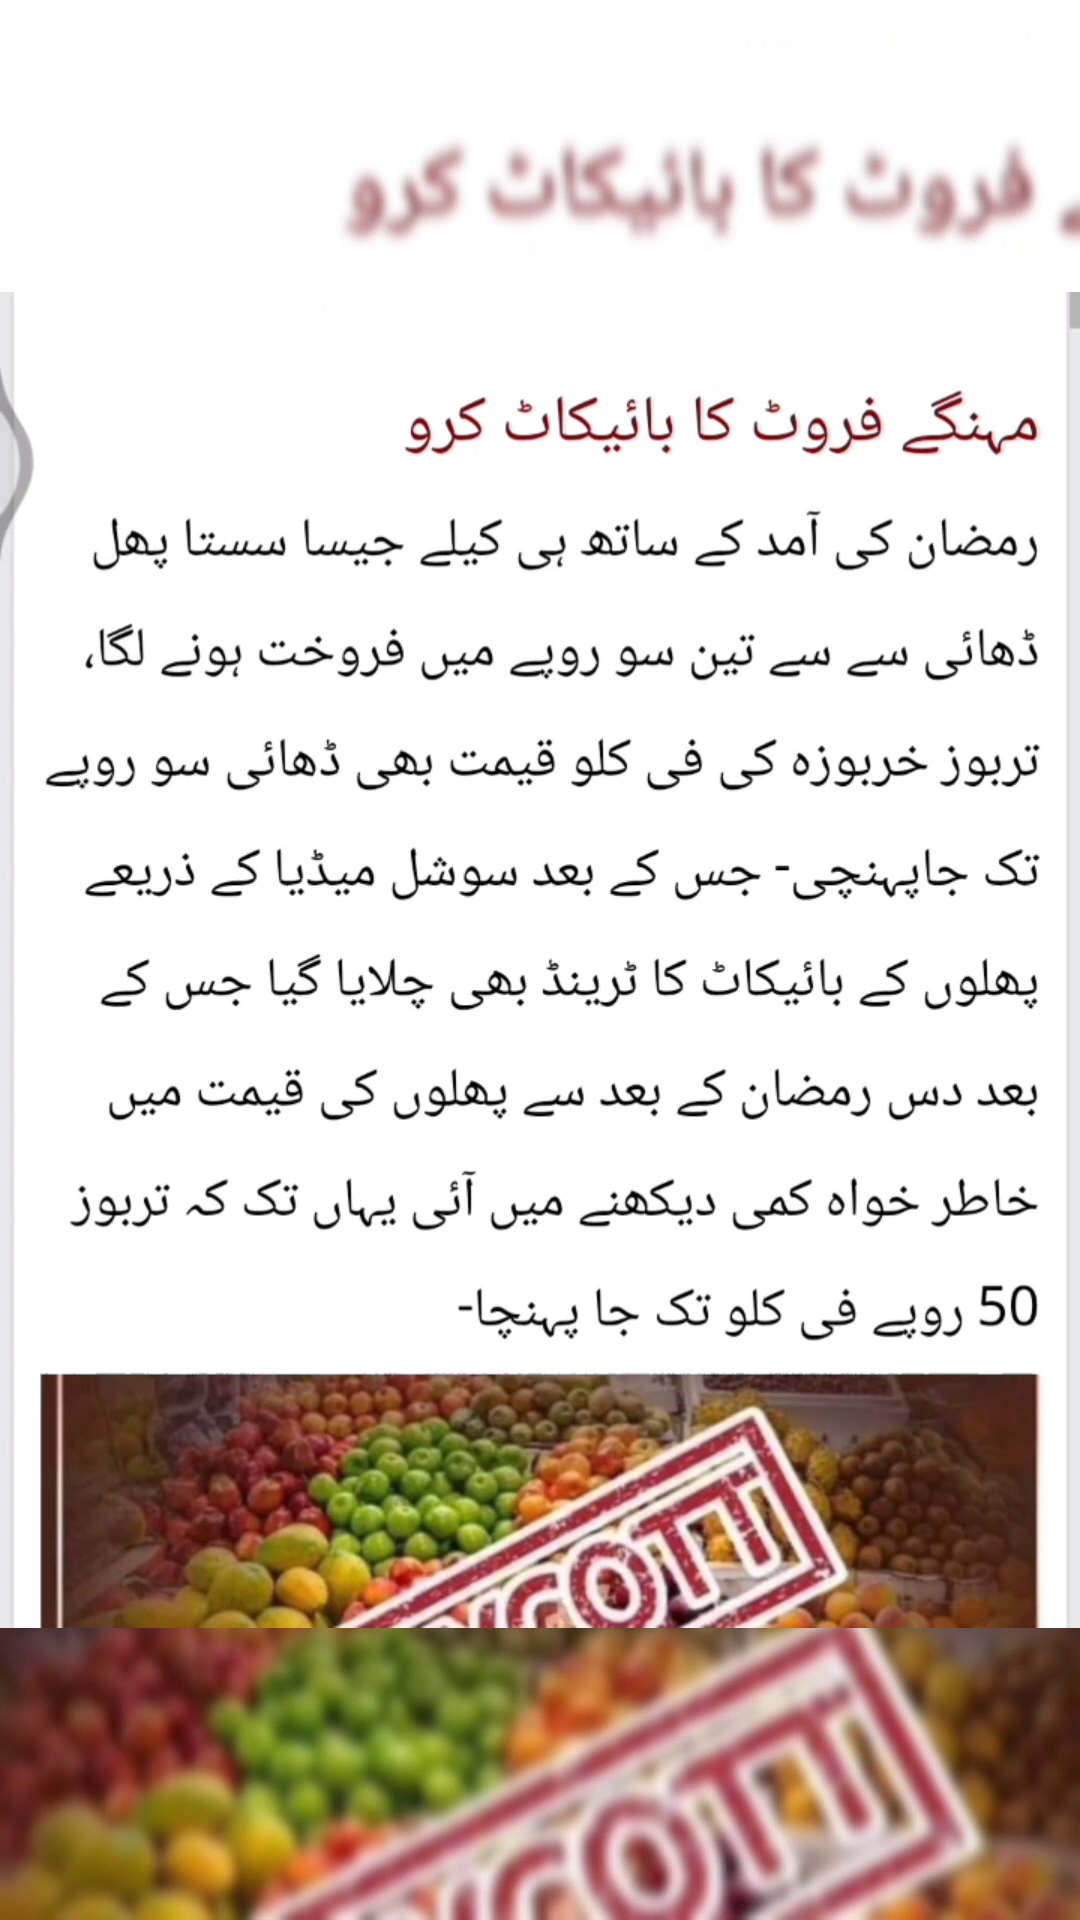 فروٹ کا بائیکاٹ کرو
مہنگے فروٹ کا بائیکاٹ کرو
رمضان کی آمد کے ساتھ ہی کیلے جیسا سستا پھل
ڈھائی سے سے تین سو روپے میں فروخت ہونے لگا،
تربوز خربوزہ کی فی کلو قیمت بھی ڈھائی سو روپے
تک جاپہنچی- جس کے بعد سوشل میڈیا کے ذریعے
پھلوں کے بائیکاٹ کا ٹرینڈ بھی چلایا گیا جس کے
بعد دس رمضان کے بعد سے پھلوں کی قیمت میں
خاطر خواہ کمی دیکھنے میں آئی یہاں تک کہ تربوز
50 روپے فی کلو تک جا پہنچا-